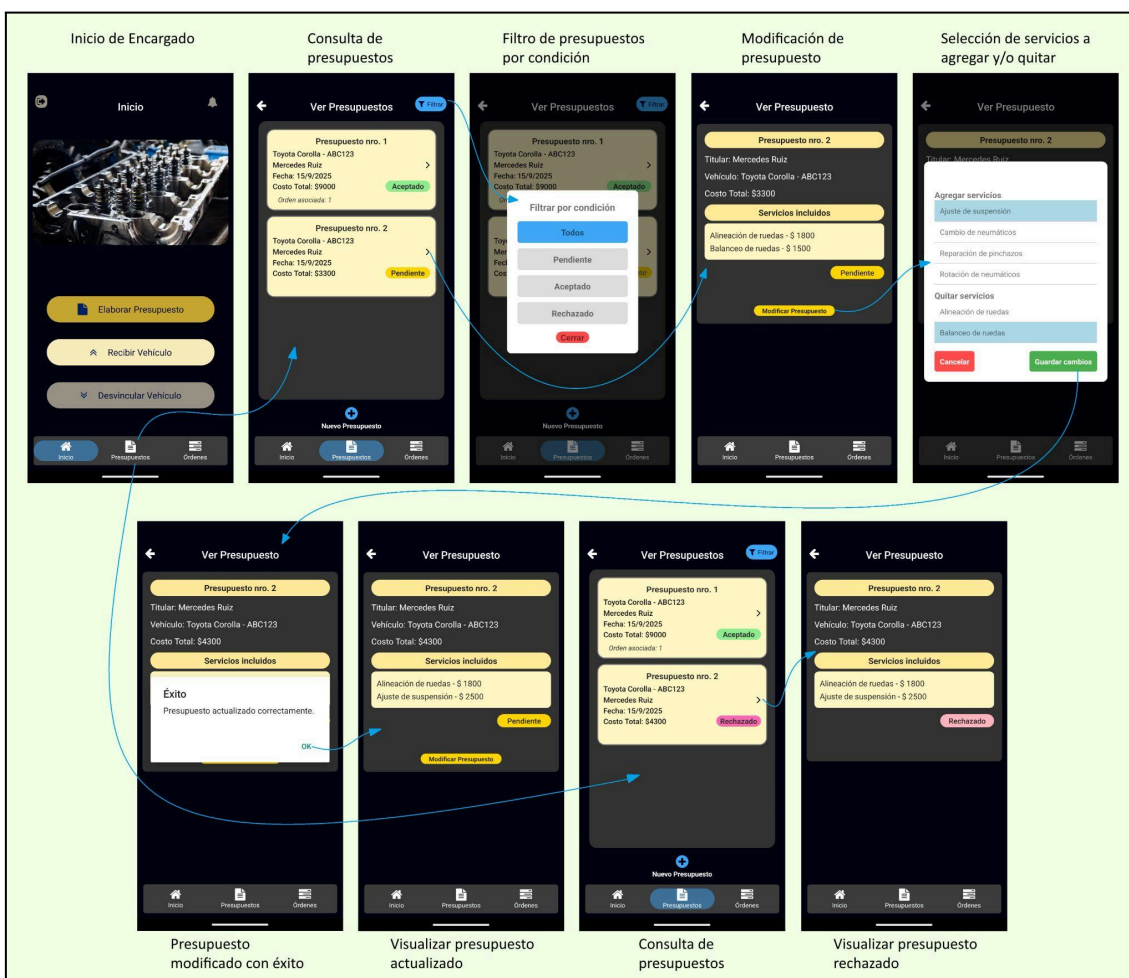 Inicio de Encargado
Consulta de
presupuestos
Filtro de presupuestos
por condición
Modificación de
presupuesto
Selección de servicios a
agregar y/o quitar
Inicio
Elaborar Presupuesto
Recibir Vehículo
Desvincular Vehículo
Inicio
Presupuestos
Órdenes
Ver Presupuestos
Filtrar
Presupuesto nro. 1
Toyota Corolla - ABC123
Mercedes Ruiz
Fecha: 15/9/2025
Costo Total: $9000
Aceptado
Orden asociada: 1
Presupuesto nro. 2
Toyota Corolla - ABC123
Mercedes Ruiz
Fecha: 15/9/2025
Costo Total: $3300
Pendiente
Nuevo Presupuesto
Inicio
Presupuestos
Órdenes
Ver Presupuestos
Filtrar
Presupuesto nro. 1
Toyota Corolla - ABC123
Mercedes Ruiz
Fecha: 15/9/2025
Costo Total: $9000
Aceptado
Filtrar por condición
Todos
Pendiente
Aceptado
Rechazado
Cerrar
Nuevo Presupuesto
Inicio
Presupuestos
Órdenes
Ver Presupuesto
Presupuesto nro. 2
Titular: Mercedes Ruiz
Vehículo: Toyota Corolla - ABC123
Costo Total: $3300
Servicios incluidos
Alineación de ruedas - $ 1800
Balanceo de ruedas - $ 1500
Pendiente
Modificar Presupuesto
Inicio
Presupuestos
Órdenes
Ver Presupuesto
Presupuesto nro. 2
Titular: Mercedes Ruiz
Agregar servicios
Ajuste de suspensión
Cambio de neumáticos
Reparación de pinchazos
Rotación de neumáticos
Quitar servicios
Alineación de ruedas
Balanceo de ruedas
Cancelar
Guardar cambios
Inicio
Presupuestos
Órdenes
Ver Presupuesto
Presupuesto nro. 2
Titular: Mercedes Ruiz
Vehículo: Toyota Corolla - ABC123
Costo Total: $4300
Servicios incluidos
Éxito
Presupuesto actualizado correctamente.
OK
Inicio
Presupuestos
Órdenes
Ver Presupuesto
Presupuesto nro. 2
Titular: Mercedes Ruiz
Vehículo: Toyota Corolla - ABC123
Costo Total: $4300
Servicios incluidos
Alineación de ruedas - $ 1800
Ajuste de suspensión - $ 2500
Pendiente
Modificar Presupuesto
Inicio
Presupuestos
Órdenes
Ver Presupuestos
Filtrar
Presupuesto nro. 1
Toyota Corolla - ABC123
Mercedes Ruiz
Fecha: 15/9/2025
Costo Total: $9000
Aceptado
Orden asociada: 1
Presupuesto nro. 2
Toyota Corolla - ABC123
Mercedes Ruiz
Fecha: 15/9/2025
Costo Total: $4300
Rechazado
Nuevo Presupuesto
Inicio
Presupuestos
Órdenes
Ver Presupuesto
Presupuesto nro. 2
Titular: Mercedes Ruiz
Vehículo: Toyota Corolla - ABC123
Costo Total: $4300
Servicios incluidos
Alineación de ruedas - $ 1800
Ajuste de suspensión - $ 2500
Rechazado
Inicio
Presupuestos
Órdenes
Presupuesto
modificado con éxito
Visualizar presupuesto
actualizado
Consulta de
presupuestos
Visualizar presupuesto
rechazado